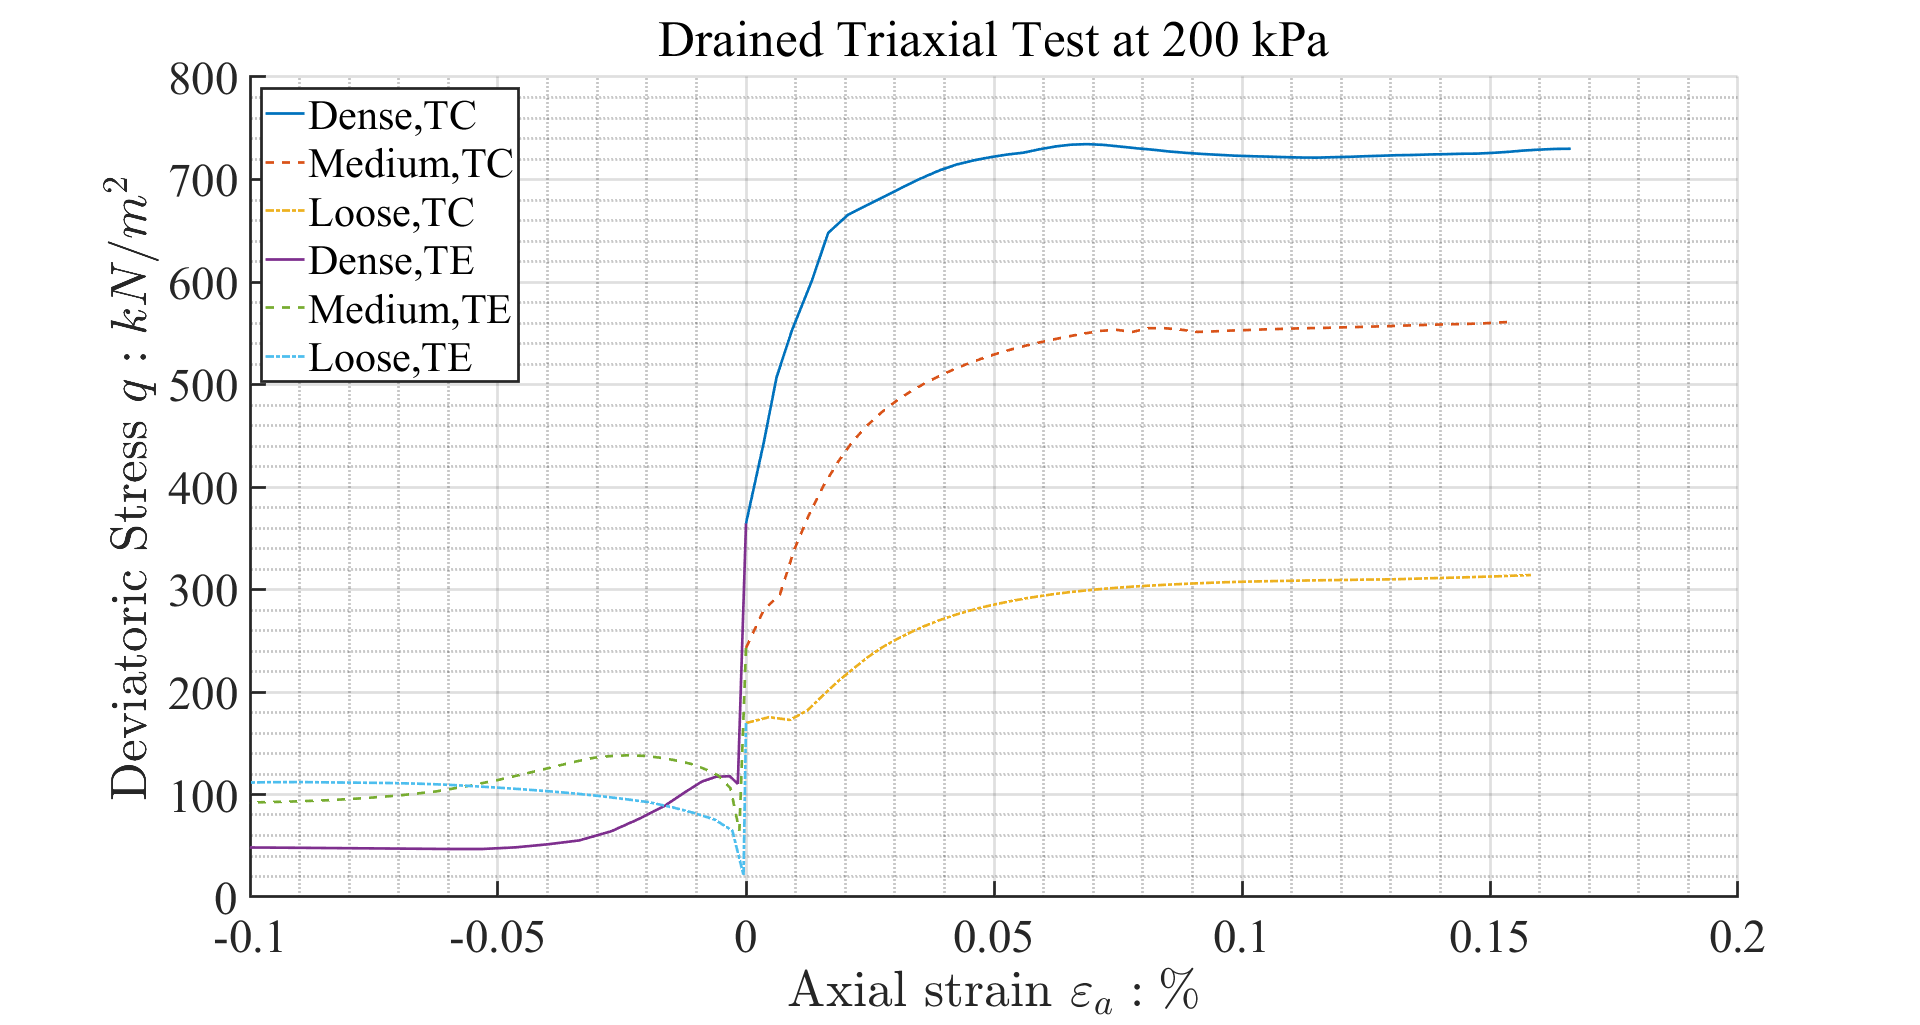 Drained Triaxial Test at 200 kPa
Deviatoric Stress q : kN/m²
800
700
600
500
400
300
200
100
0
Dense,TC
Medium,TC
Loose,TC
Dense,TE
Medium,TE
Loose,TE
-0.1 -0.05 0 0.05 0.1 0.15 0.2
Axial strain εₐ : %